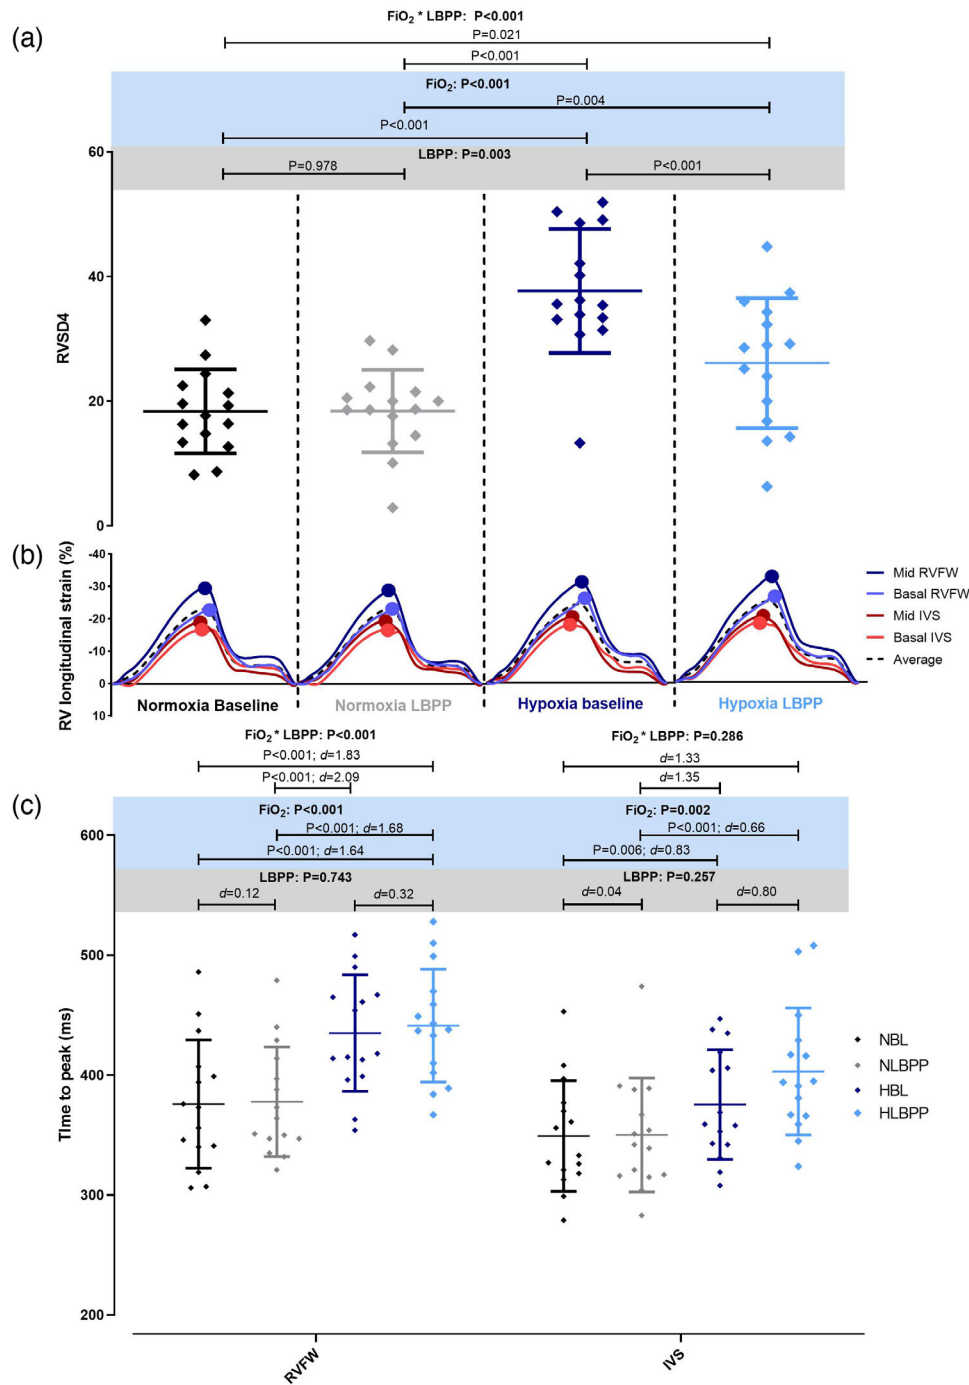 (a)
FiO₂ * LBPP: P<0.001
P=0.021
P<0.001
FiO₂: P<0.001
P=0.004
P<0.001
LBPP: P=0.003
P=0.978
P<0.001
60
40
20
0
RVSD4
(b)
RV longitudinal strain (%)
-40
-30
-20
-10
0
10
Mid RVFW
Basal RVFW
Mid IVS
Basal IVS
Average
Normoxia Baseline
Normoxia LBPP
Hypoxia baseline
Hypoxia LBPP
(c)
FiO₂ * LBPP: P<0.001
P<0.001; d=1.83
P<0.001; d=2.09
FiO₂: P<0.001
P<0.001; d=1.68
P<0.001; d=1.64
LBPP: P=0.743
d=0.12
d=0.32
FiO₂ * LBPP: P=0.286
d=1.33
d=1.35
FiO₂: P=0.002
P<0.001; d=0.66
P=0.006; d=0.83
LBPP: P=0.257
d=0.04
d=0.80
600
500
400
300
200
Time to peak (ms)
NBL
NLBPP
HBL
HLBPP
RVFW
IVS